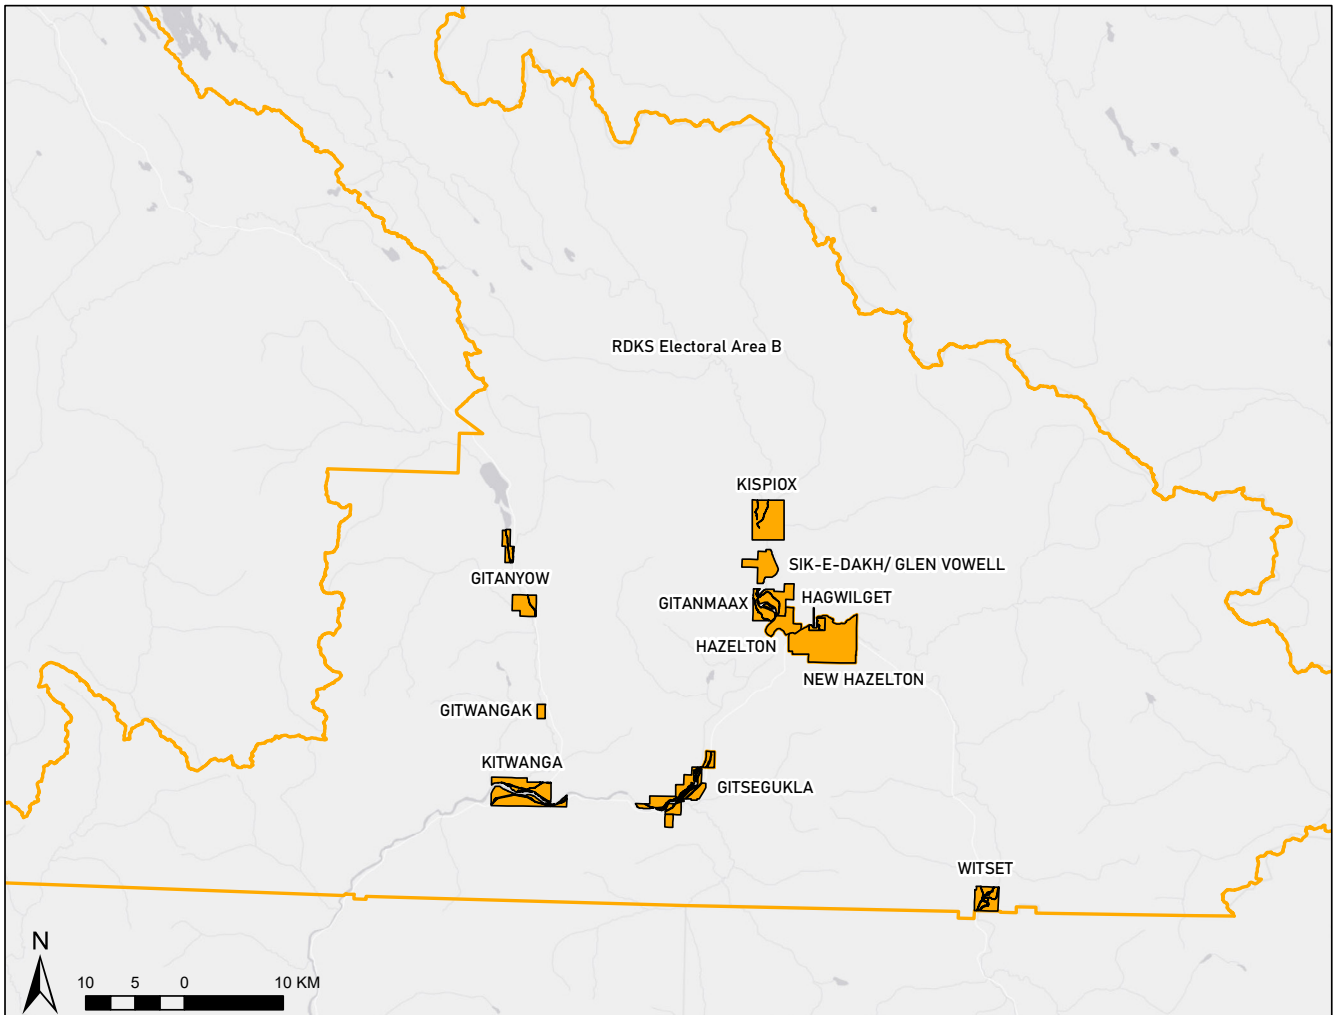 RDKS Electoral Area B
KISPIOX
SIK-E-DAKH/ GLEN VOWELL
GITANYOW
GITANMAAX
HAGWILGET
HAZELTON
NEW HAZELTON
GITWANGAK
KITWANGA
GITSEGUKLA
WITSET
N
10 5 0 10 KM